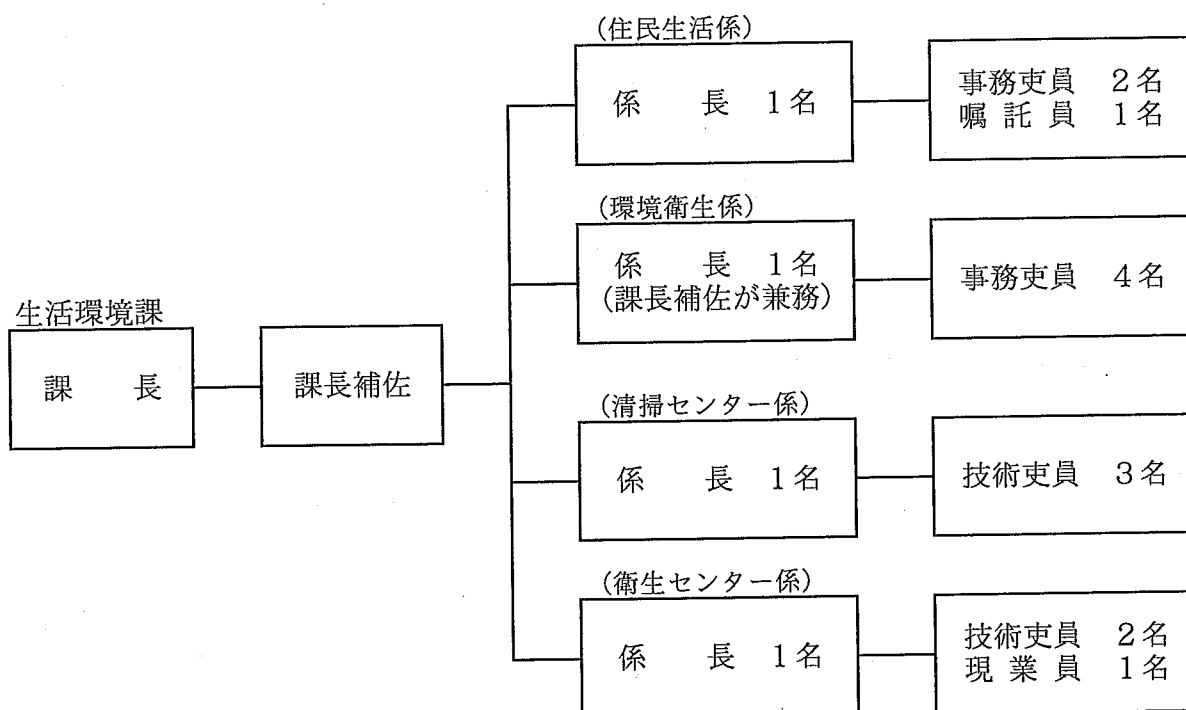 生活環境課
課　　長
課長補佐
(住民生活係)
係　　長　1名
事務吏員　2名
嘱 託 員　1名
(環境衛生係)
係　　長　1名
(課長補佐が兼務)
事務吏員　4名
(清掃センター係)
係　　長　1名
技術吏員　3名
(衛生センター係)
係　　長　1名
技術吏員　2名
現 業 員　1名